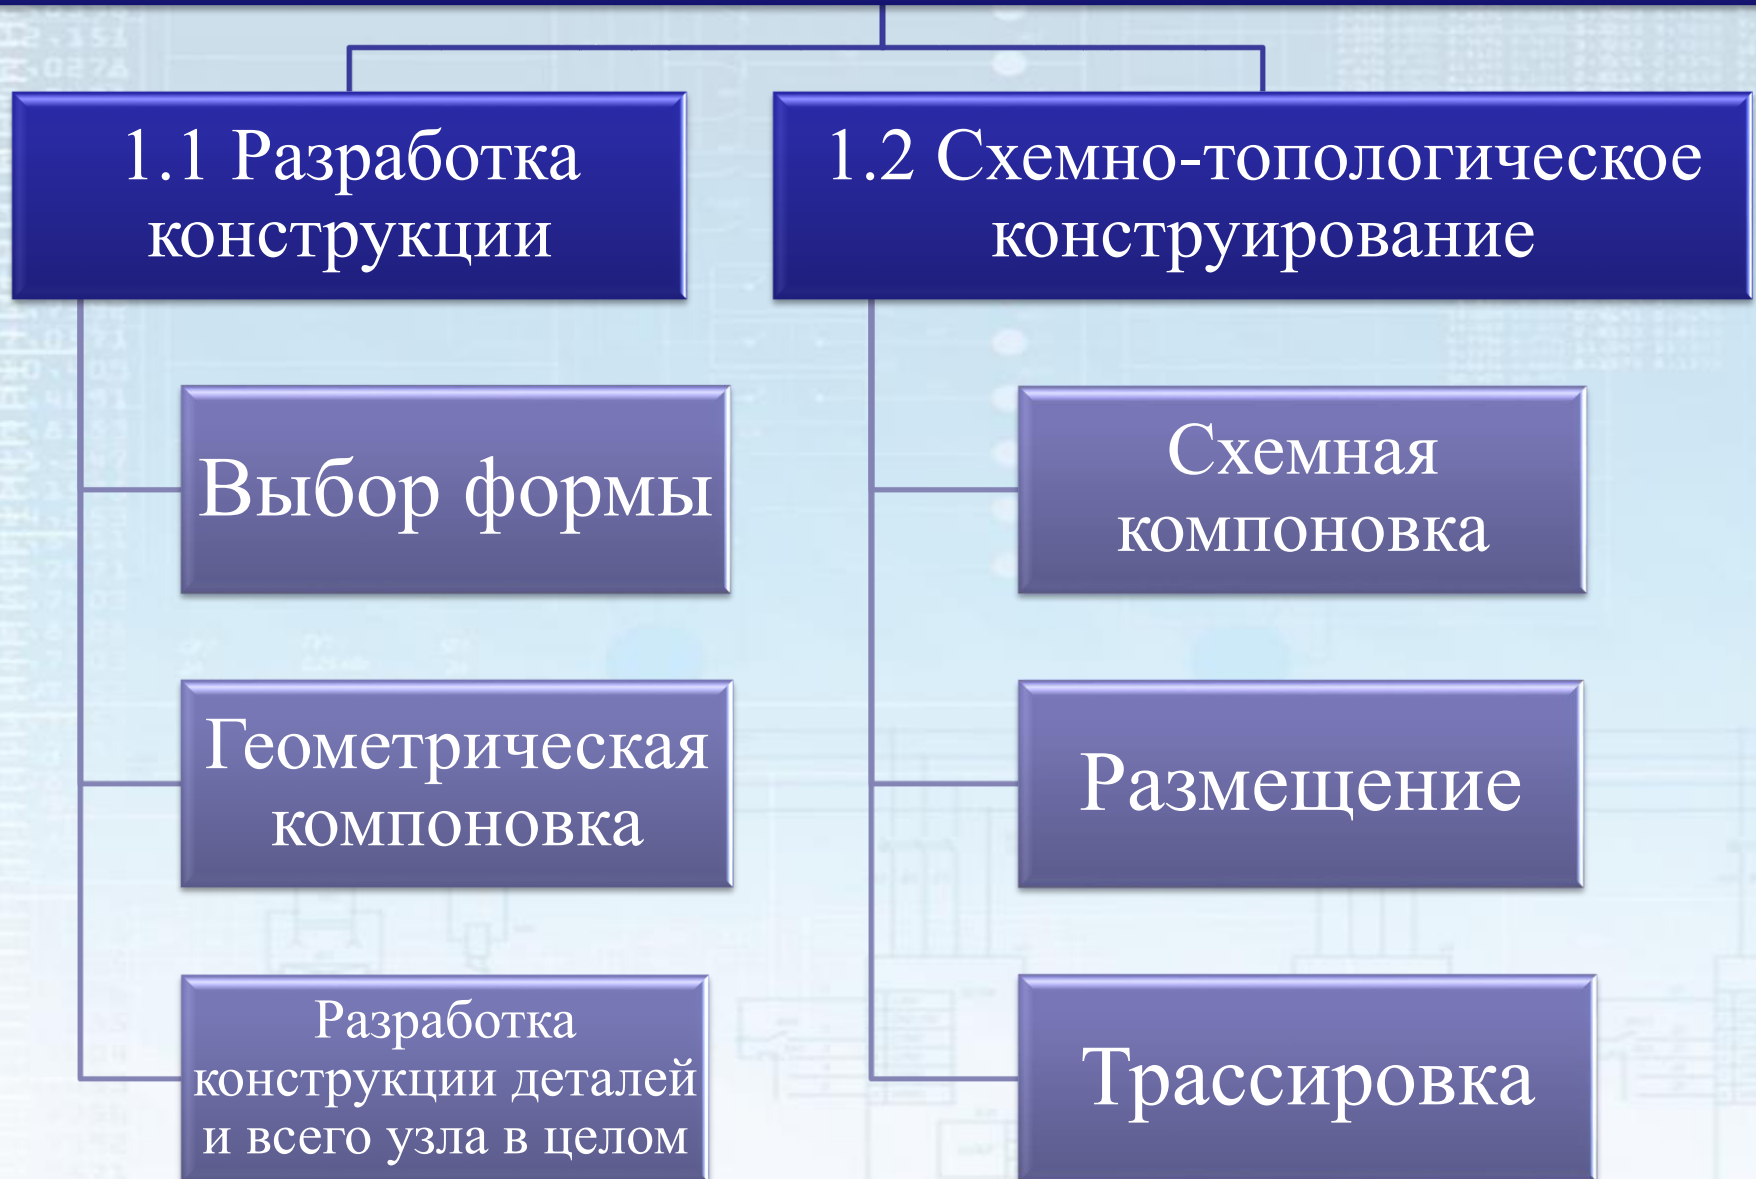 1.1 Разработка
конструкции
1.2 Схемно-топологическое
конструирование
Выбор формы
Геометрическая
компоновка
Разработка
конструкции деталей
и всего узла в целом
Схемная
компоновка
Размещение
Трассировка